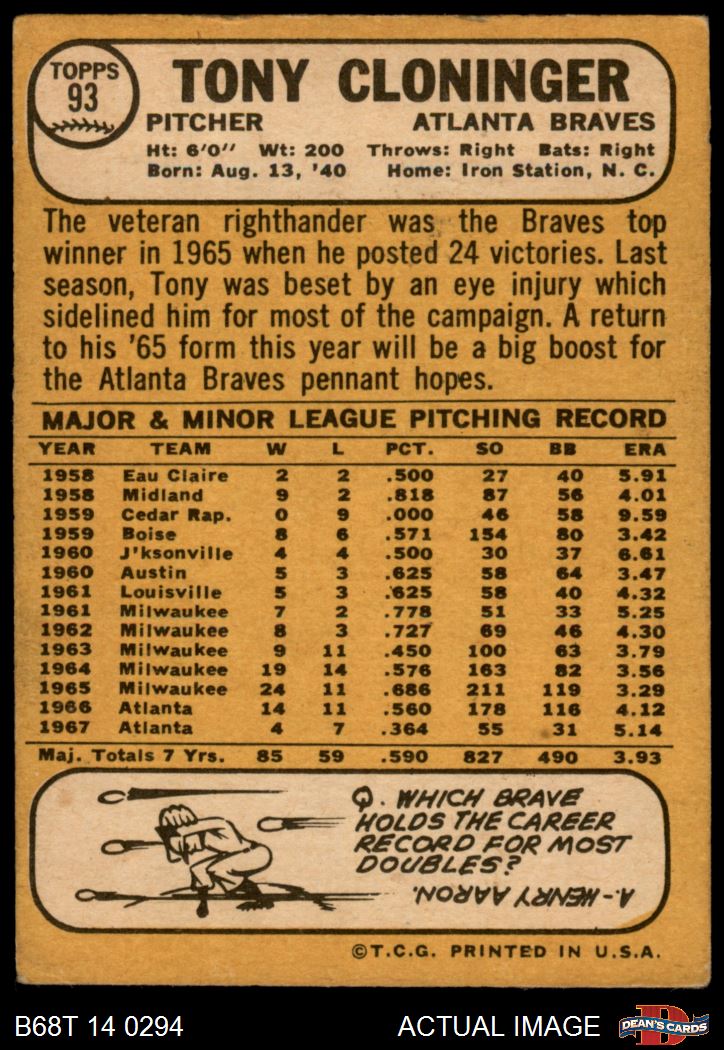 TOPPS
93
TONY CLONINGER
PITCHER ATLANTA BRAVES
Ht: 6'0" Wt: 200 Throws: Right Bats: Right
Born: Aug. 13, '40 Home: Iron Station, N. C.
The veteran righthander was the Braves top
winner in 1965 when he posted 24 victories. Last
season, Tony was beset by an eye injury which
sidelined him for most of the campaign. A return
to his '65 form this year will be a big boost for
the Atlanta Braves pennant hopes.
MAJOR & MINOR LEAGUE PITCHING RECORD
YEAR TEAM W L PCT. SO BB ERA
1958 Eau Claire 2 2 .500 27 40 5.91
1958 Midland 9 2 .818 87 56 4.01
1959 Cedar Rap. 0 9 .000 46 58 9.59
1959 Boise 8 6 .571 154 80 3.42
1960 J'ksonville 4 4 .500 30 37 6.61
1960 Austin 5 3 .625 58 64 3.47
1961 Louisville 5 3 .625 58 40 4.32
1961 Milwaukee 7 2 .778 51 33 5.25
1962 Milwaukee 8 3 .727 69 46 4.30
1963 Milwaukee 9 11 .450 100 63 3.79
1964 Milwaukee 19 14 .576 163 82 3.56
1965 Milwaukee 24 11 .686 211 119 3.29
1966 Atlanta 14 11 .560 178 116 4.12
1967 Atlanta 4 7 .364 55 31 5.14
Maj. Totals 7 Yrs. 85 59 .590 827 490 3.93
Q. WHICH BRAVE
HOLDS THE CAREER
RECORD FOR MOST
DOUBLES?
A-HENRY AARON.
©T.C.G. PRINTED IN U.S.A.
B68T 14 0294 ACTUAL IMAGE
D
DEAN'S CARDS